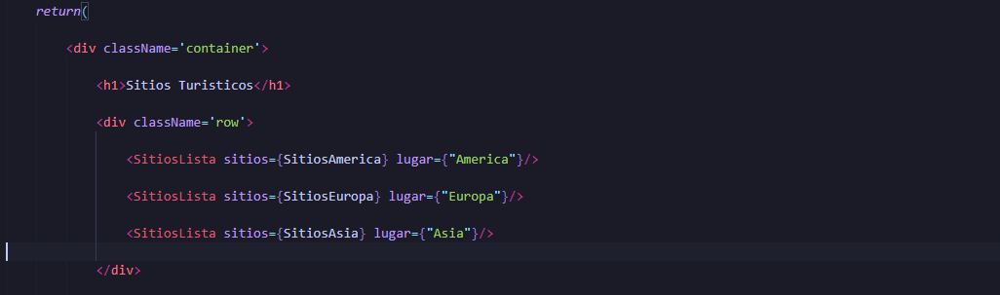 return(
<div className='container'>
<h1>Sitios Turisticos</h1>
<div className='row'>
<SitiosLista sitios={SitiosAmerica} lugar={"America"}/>
<SitiosLista sitios={SitiosEuropa} lugar={"Europa"}/>
<SitiosLista sitios={SitiosAsia} lugar={"Asia"}/>
</div>